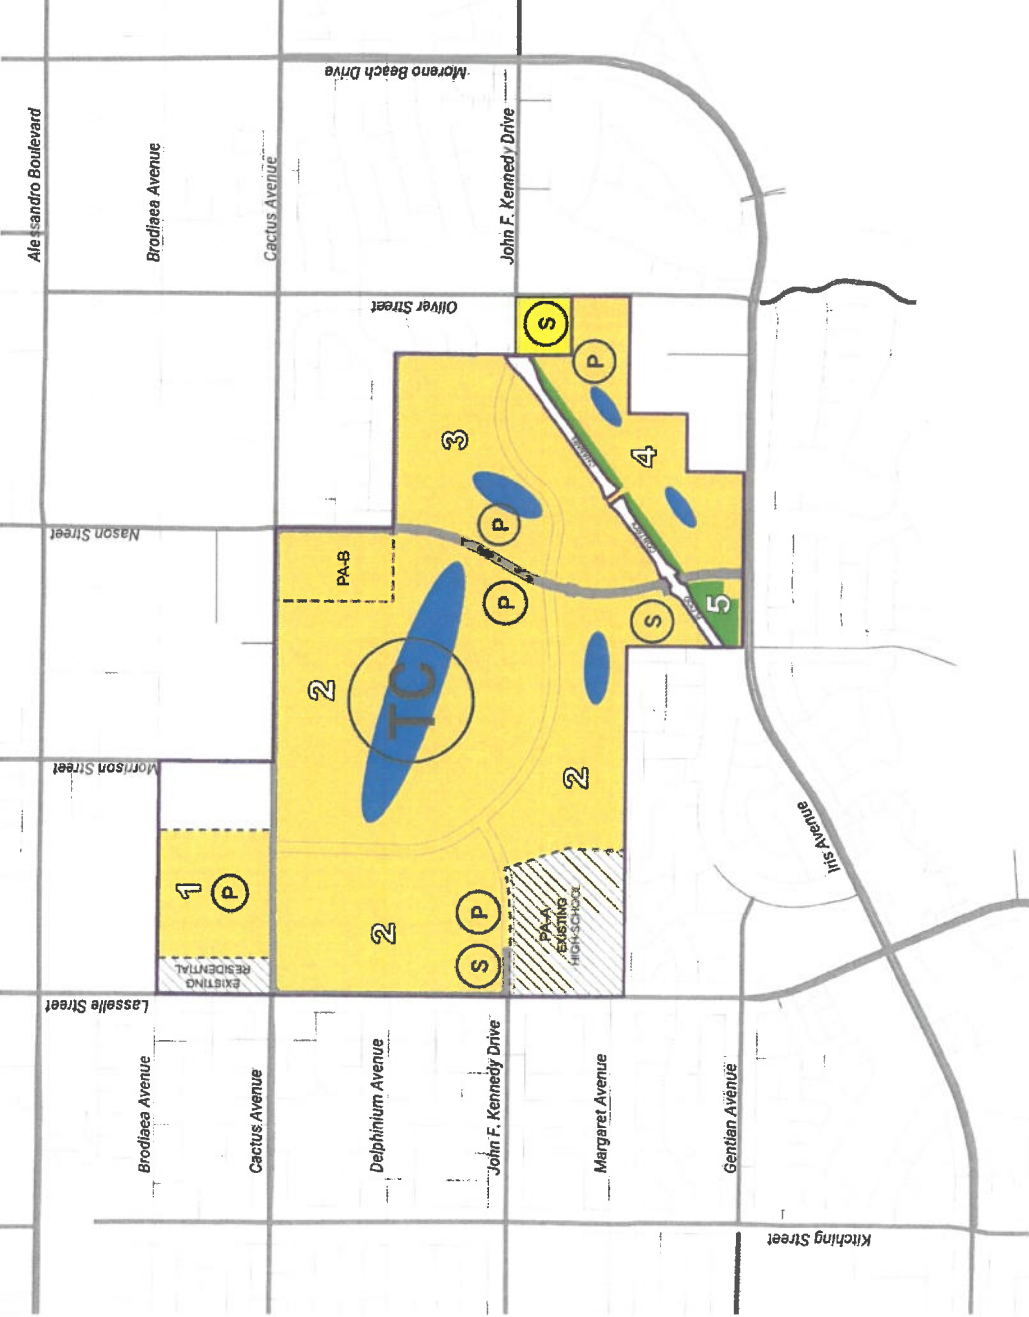 Moreno Beach Drive
Alessandro Boulevard
Brodiaea Avenue
Cactus Avenue
John F. Kennedy Drive
Oliver Street
S
P
3
4
Nason Street
PA-B
P
P
S
5
2
TC
2
Morrison Street
1
P
EXISTING
RESIDENTIAL
2
S
P
PA-A
EXISTING
HIGH SCHOOL
Iris Avenue
Lasselle Street
Brodiaea Avenue
Cactus Avenue
Delphinium Avenue
John F. Kennedy Drive
Margaret Avenue
Gentian Avenue
Kitching Street